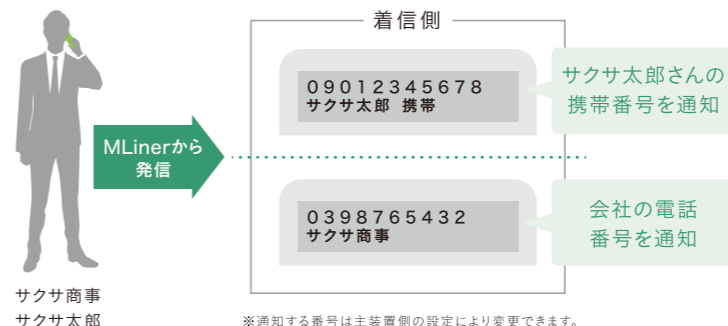 着信側
09012345678
サクサ太郎 携帯
サクサ太郎さんの
携帯番号を通知
MLinerから
発信
0398765432
サクサ商事
会社の電話
番号を通知
サクサ商事
サクサ太郎
※通知する番号は主装置側の設定により変更できます。